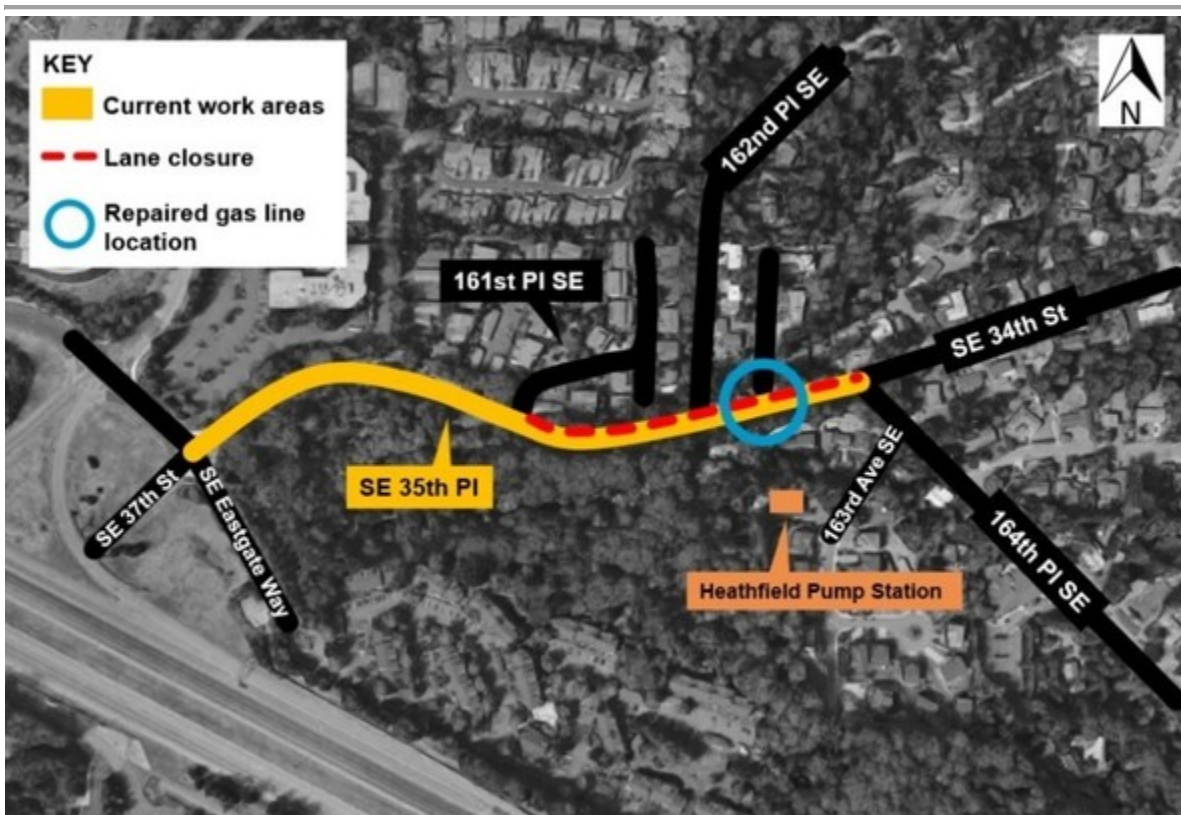 KEY
Current work areas
Lane closure
Repaired gas line
location
N
162nd Pl SE
161st Pl SE
SE 34th St
SE 35th Pl
SE 37th St
SE Eastgate Way
163rd Ave SE
164th Pl SE
Heathfield Pump Station